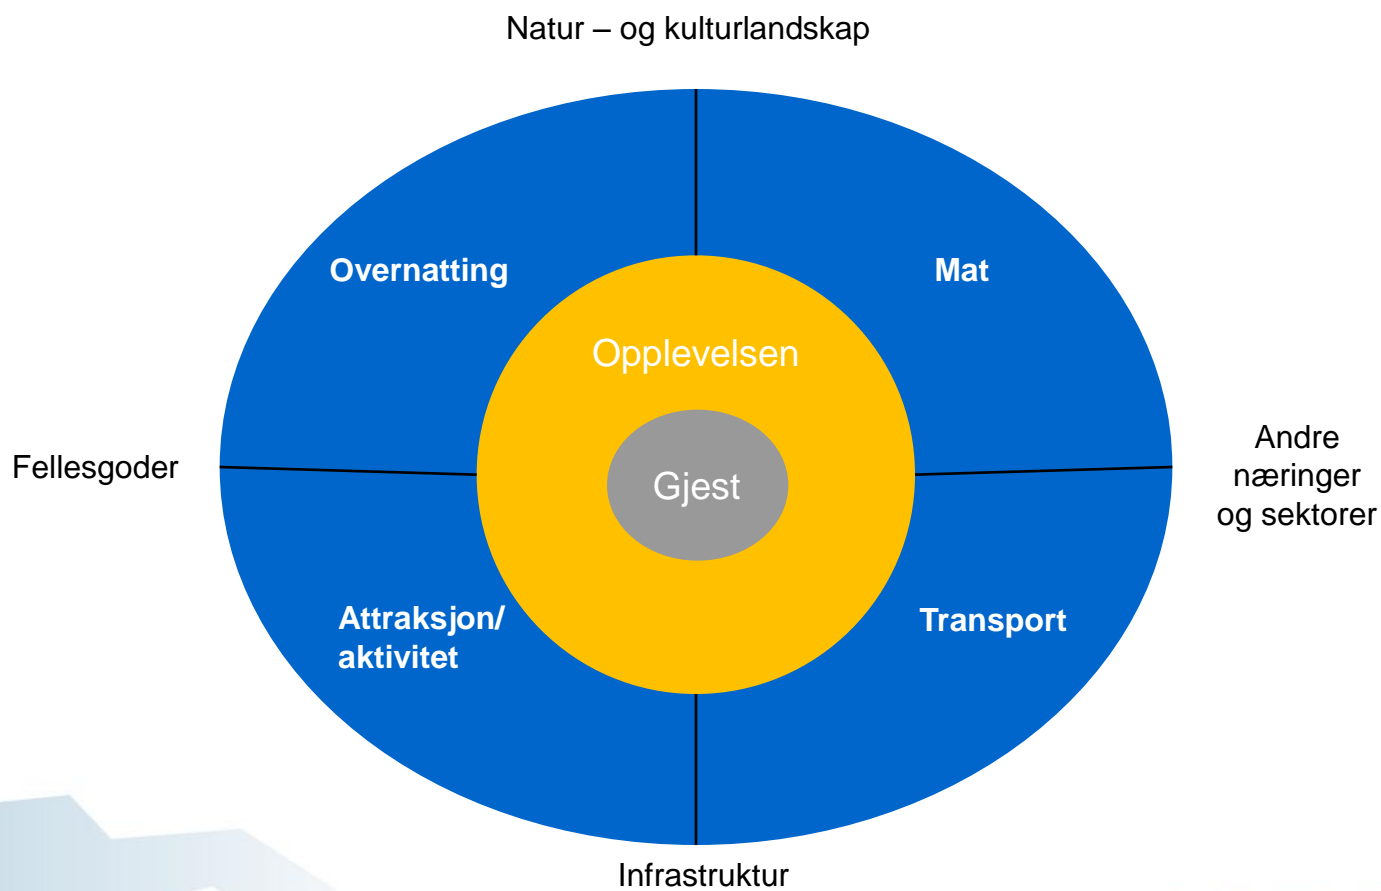 Natur – og kulturlandskap
Overnatting
Mat
Opplevelsen
Fellesgoder
Gjest
Andre
næringer
og sektorer
Attraksjon/
aktivitet
Transport
Infrastruktur